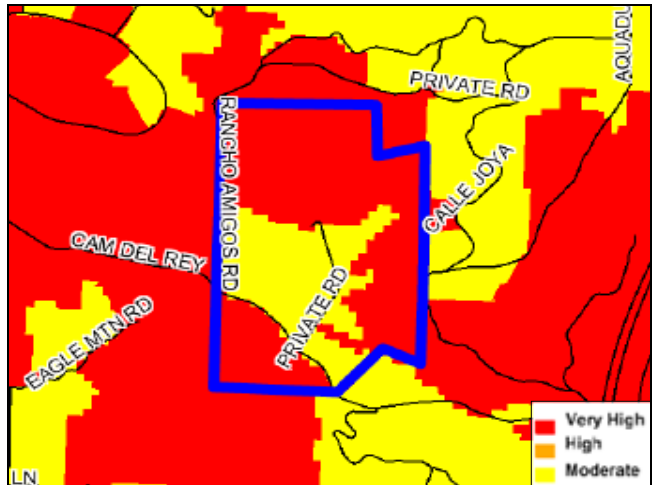 AQUADU
PRIVATE RD
RANCHO AMIGOS RD
CALLE JOYA
CAM DEL REY
PRIVATE RD
EAGLE MTN RD
LN
Very High
High
Moderate